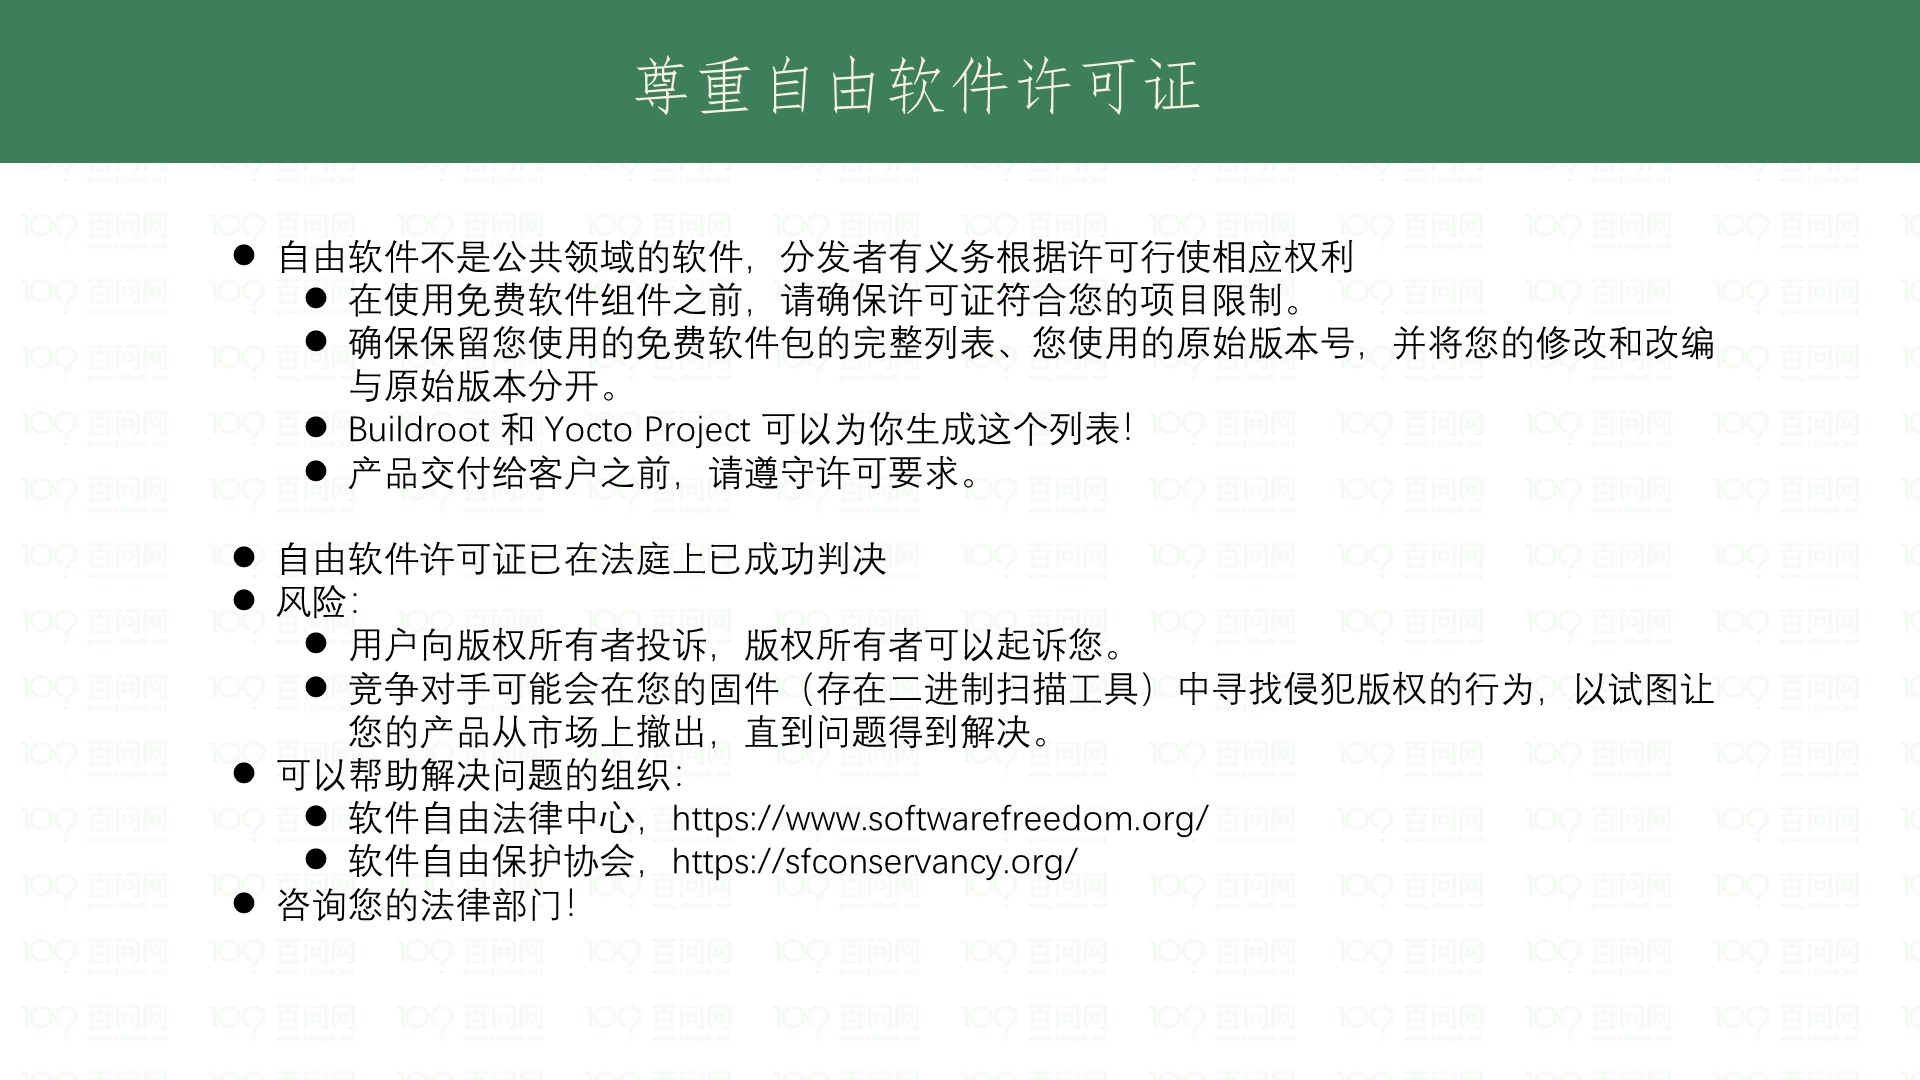 尊重自由软件许可证
● 自由软件不是公共领域的软件，分发者有义务根据许可行使相应权利
● 在使用免费软件组件之前，请确保许可证符合您的项目限制。
● 确保保留您使用的免费软件包的完整列表、您使用的原始版本号，并将您的修改和改编
与原始版本分开。
● Buildroot 和 Yocto Project 可以为你生成这个列表！
● 产品交付给客户之前，请遵守许可要求。
● 自由软件许可证已在法庭上已成功判决
● 风险：
● 用户向版权所有者投诉，版权所有者可以起诉您。
● 竞争对手可能会在您的固件（存在二进制扫描工具）中寻找侵犯版权的行为，以试图让
您的产品从市场上撤出，直到问题得到解决。
● 可以帮助解决问题的组织：
● 软件自由法律中心，https://www.softwarefreedom.org/
● 软件自由保护协会，https://sfconservancy.org/
● 咨询您的法律部门！
百问网
www.100ask.net